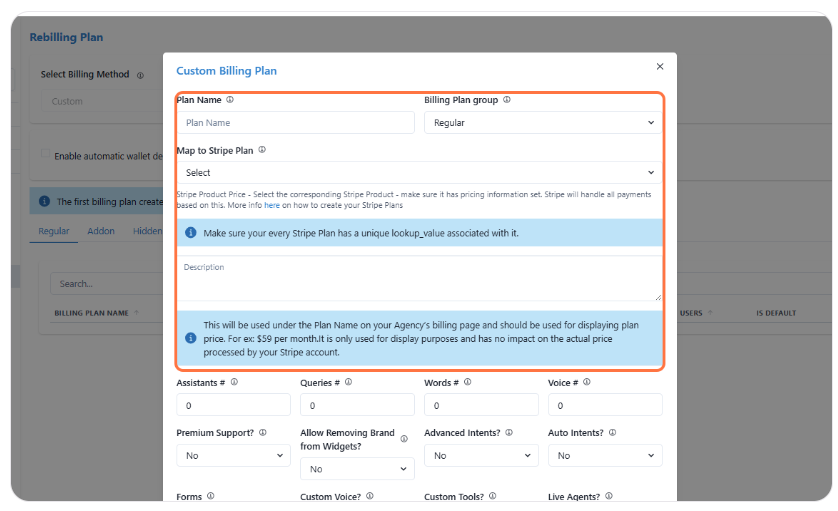 Rebilling Plan
Select Billing Method
Custom
Enable automatic wallet de
The first billing plan create
Regular Addon Hidden
Search...
BILLING PLAN NAME
USERS IS DEFAULT
Custom Billing Plan
Plan Name Billing Plan group
Plan Name Regular
Map to Stripe Plan
Select
Stripe Product Price - Select the corresponding Stripe Product - make sure it has pricing information set. Stripe will handle all payments
based on this. More info here on how to create your Stripe Plans
Make sure your every Stripe Plan has a unique lookup_value associated with it.
Description
This will be used under the Plan Name on your Agency's billing page and should be used for displaying plan
price. For ex: $59 per month.It is only used for display purposes and has no impact on the actual price
processed by your Stripe account.
Assistants # Queries # Words # Voice #
0 0 0 0
Premium Support? Allow Removing Brand Advanced Intents? Auto Intents?
from Widgets?
No No No No
Forms Custom Voice? Custom Tools? Live Agents?